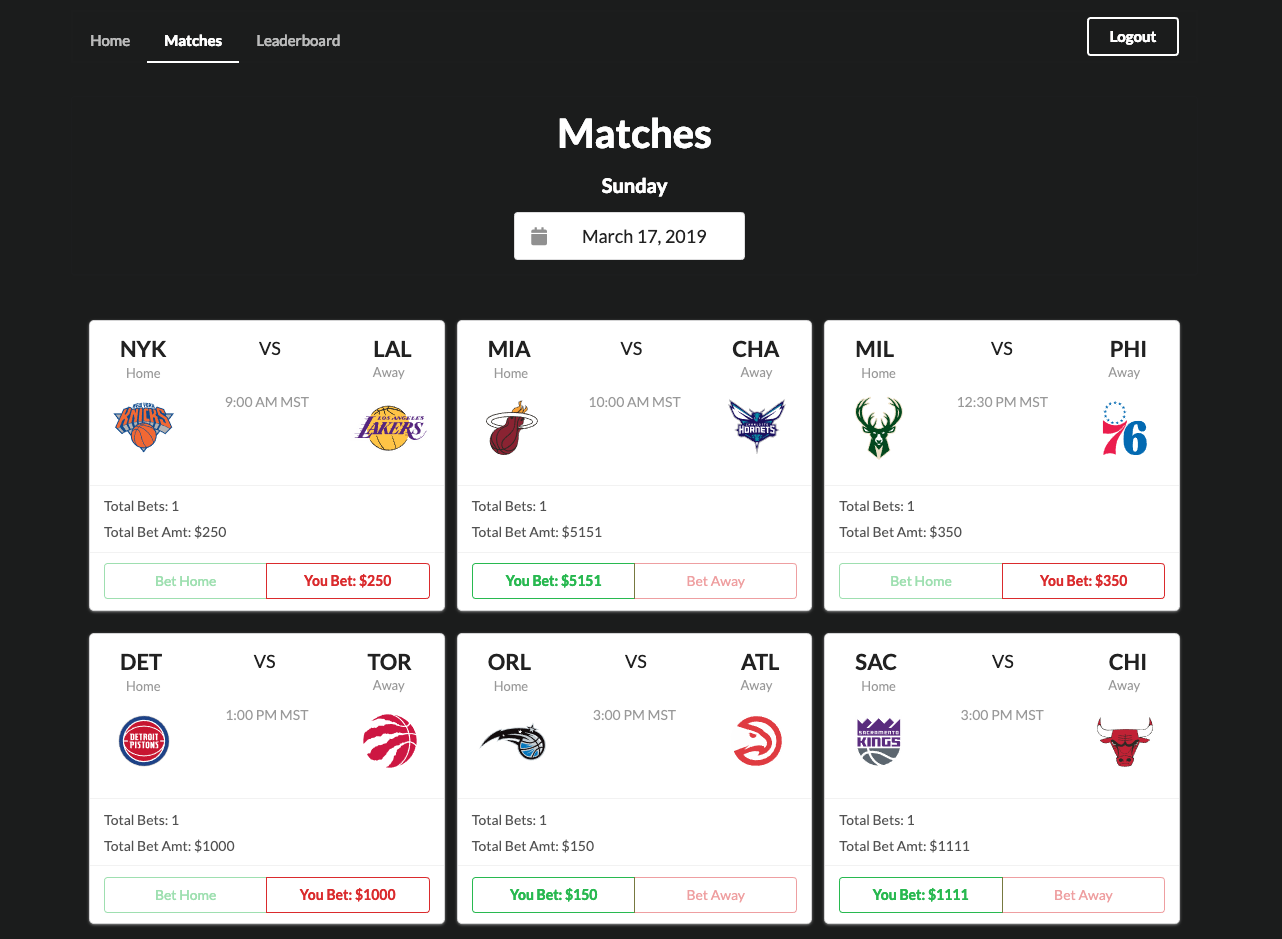 Home Matches Leaderboard Logout
Matches
Sunday
March 17, 2019
NYK VS LAL
Home Away
9:00 AM MST
NEW YORK KNICKS
LOS ANGELES LAKERS
Total Bets: 1
Total Bet Amt: $250
Bet Home You Bet: $250
MIA VS CHA
Home Away
10:00 AM MST
CHARLOTTE HORNETS
Total Bets: 1
Total Bet Amt: $5151
You Bet: $5151 Bet Away
MIL VS PHI
Home Away
12:30 PM MST
76
Total Bets: 1
Total Bet Amt: $350
Bet Home You Bet: $350
DET VS TOR
Home Away
1:00 PM MST
DETROIT PISTONS
Total Bets: 1
Total Bet Amt: $1000
Bet Home You Bet: $1000
ORL VS ATL
Home Away
3:00 PM MST
Total Bets: 1
Total Bet Amt: $150
You Bet: $150 Bet Away
SAC VS CHI
Home Away
3:00 PM MST
SACRAMENTO KINGS
Total Bets: 1
Total Bet Amt: $1111
You Bet: $1111 Bet Away